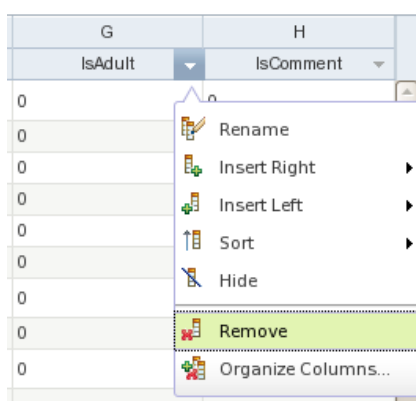 G H
IsAdult IsComment
0 0
0 Rename
0 Insert Right
0 Insert Left
0 Sort
0 Hide
0
0 Remove
0 Organize Columns...